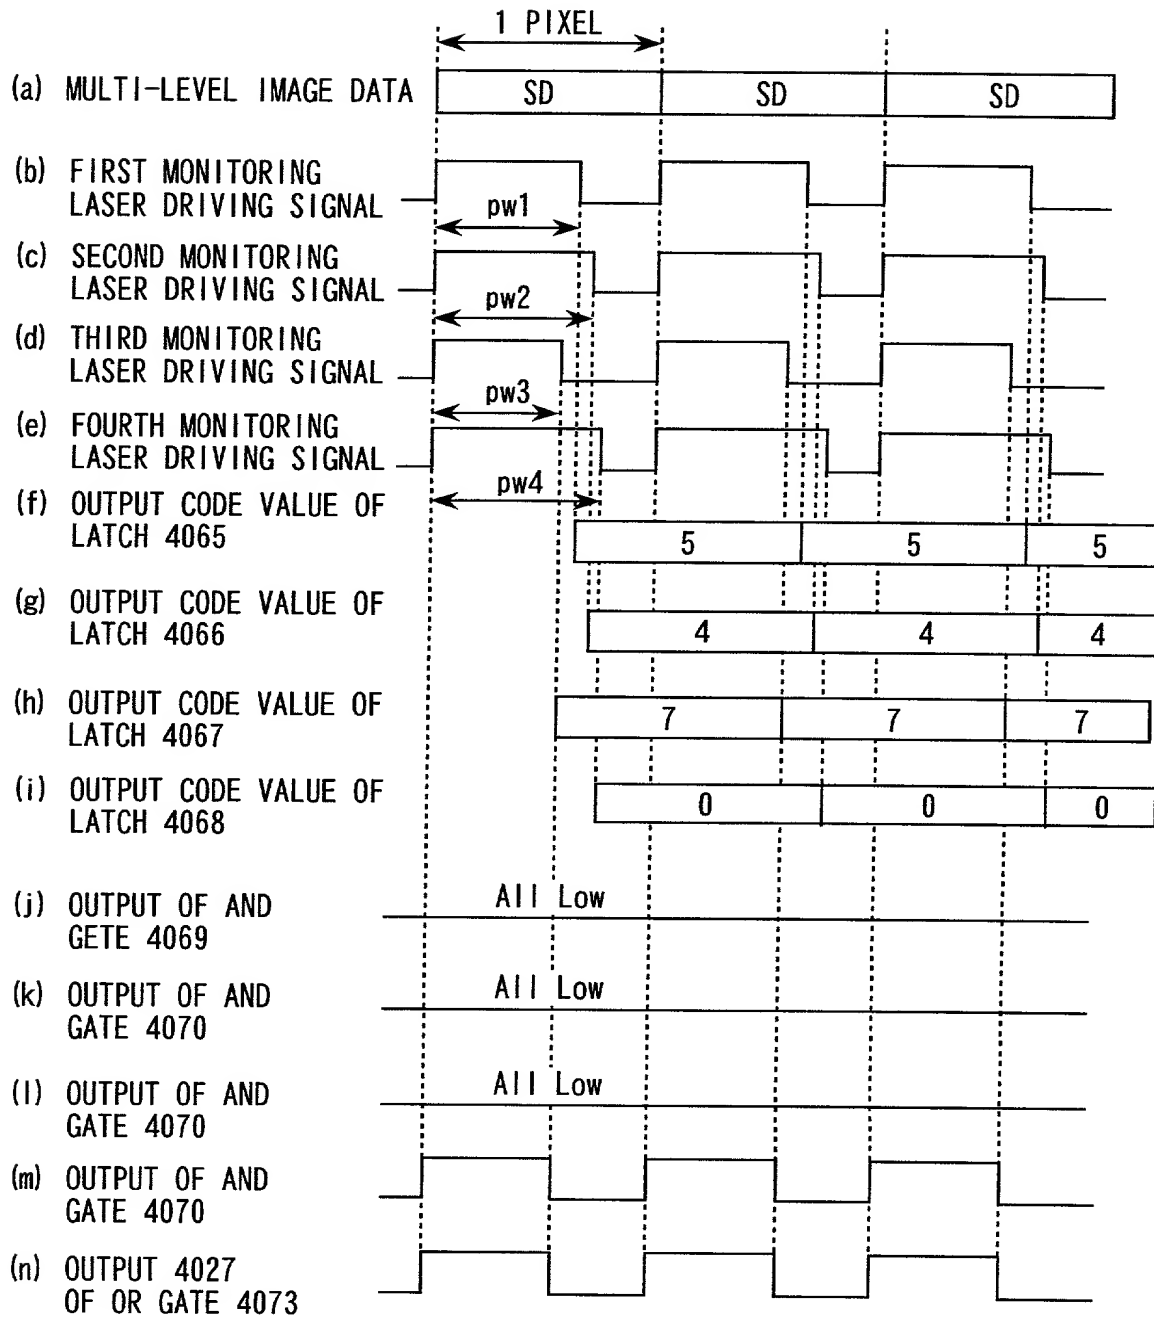 1 PIXEL
(a) MULTI-LEVEL IMAGE DATA SD SD SD
(b) FIRST MONITORING
LASER DRIVING SIGNAL
pw1
(c) SECOND MONITORING
LASER DRIVING SIGNAL
pw2
(d) THIRD MONITORING
LASER DRIVING SIGNAL
pw3
(e) FOURTH MONITORING
LASER DRIVING SIGNAL
pw4
(f) OUTPUT CODE VALUE OF
LATCH 4065
5 5 5
(g) OUTPUT CODE VALUE OF
LATCH 4066
4 4 4
(h) OUTPUT CODE VALUE OF
LATCH 4067
7 7 7
(i) OUTPUT CODE VALUE OF
LATCH 4068
0 0 0
(j) OUTPUT OF AND
GETE 4069
All Low
(k) OUTPUT OF AND
GATE 4070
All Low
(l) OUTPUT OF AND
GATE 4070
All Low
(m) OUTPUT OF AND
GATE 4070
(n) OUTPUT 4027
OF OR GATE 4073